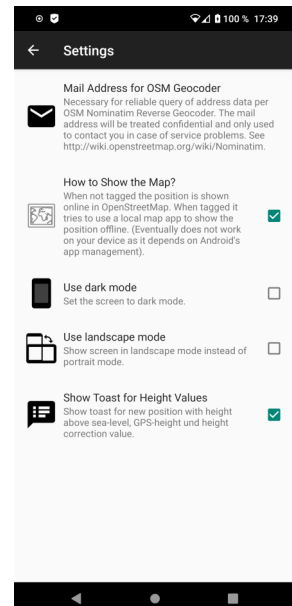 100 % 17:39
Settings
Mail Address for OSM Geocoder
Necessary for reliable query of address data per
OSM Nominatim Reverse Geocoder. The mail
address will be treated confidential and only used
to contact you in case of service problems. See
http://wiki.openstreetmap.org/wiki/Nominatim.
How to Show the Map?
When not tagged the position is shown
online in OpenStreetMap. When tagged it
tries to use a local map app to show the
position offline. (Eventually does not work
on your device as it depends on Android's
app management).
Use dark mode
Set the screen to dark mode.
Use landscape mode
Show screen in landscape mode instead of
portrait mode.
Show Toast for Height Values
Show toast for new position with height
above sea-level, GPS-height und height
correction value.